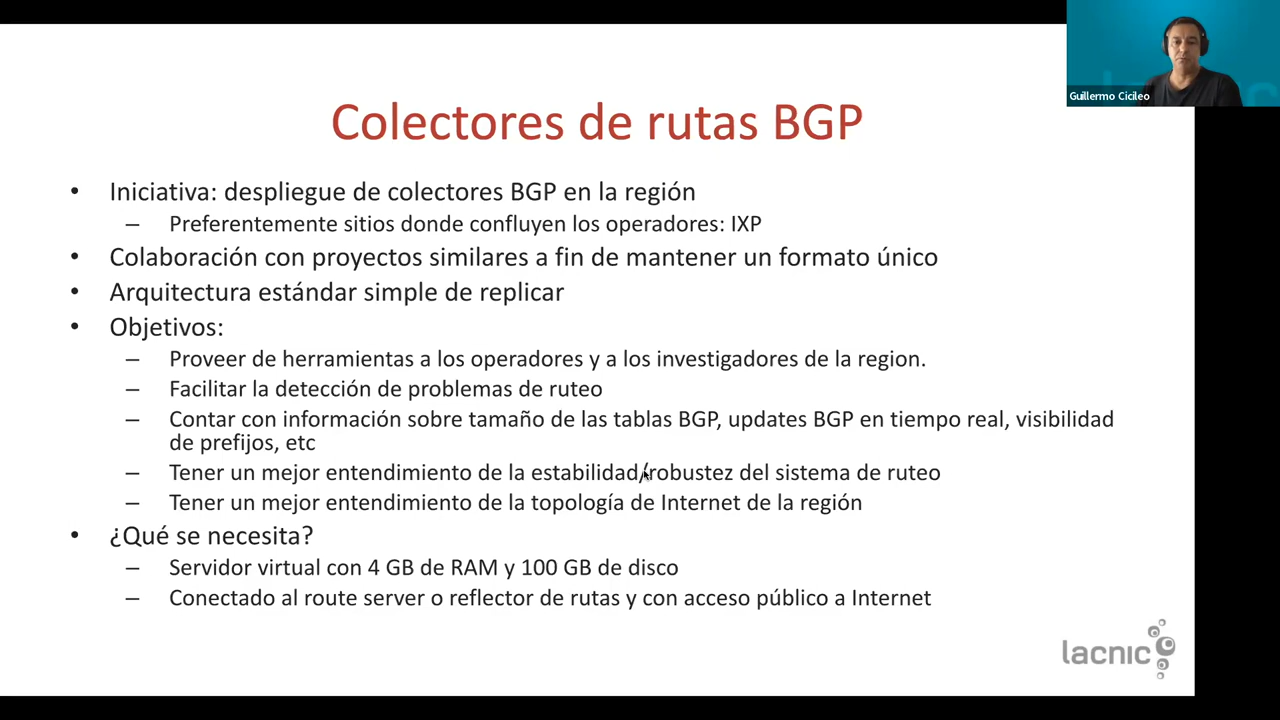 Guillermo Cicileo
Colectores de rutas BGP
• Iniciativa: despliegue de colectores BGP en la región
– Preferentemente sitios donde confluyen los operadores: IXP
• Colaboración con proyectos similares a fin de mantener un formato único
• Arquitectura estándar simple de replicar
• Objetivos:
– Proveer de herramientas a los operadores y a los investigadores de la region.
– Facilitar la detección de problemas de ruteo
– Contar con información sobre tamaño de las tablas BGP, updates BGP en tiempo real, visibilidad
de prefijos, etc
– Tener un mejor entendimiento de la estabilidad/robustez del sistema de ruteo
– Tener un mejor entendimiento de la topología de Internet de la región
• ¿Qué se necesita?
– Servidor virtual con 4 GB de RAM y 100 GB de disco
– Conectado al route server o reflector de rutas y con acceso público a Internet
lacnic